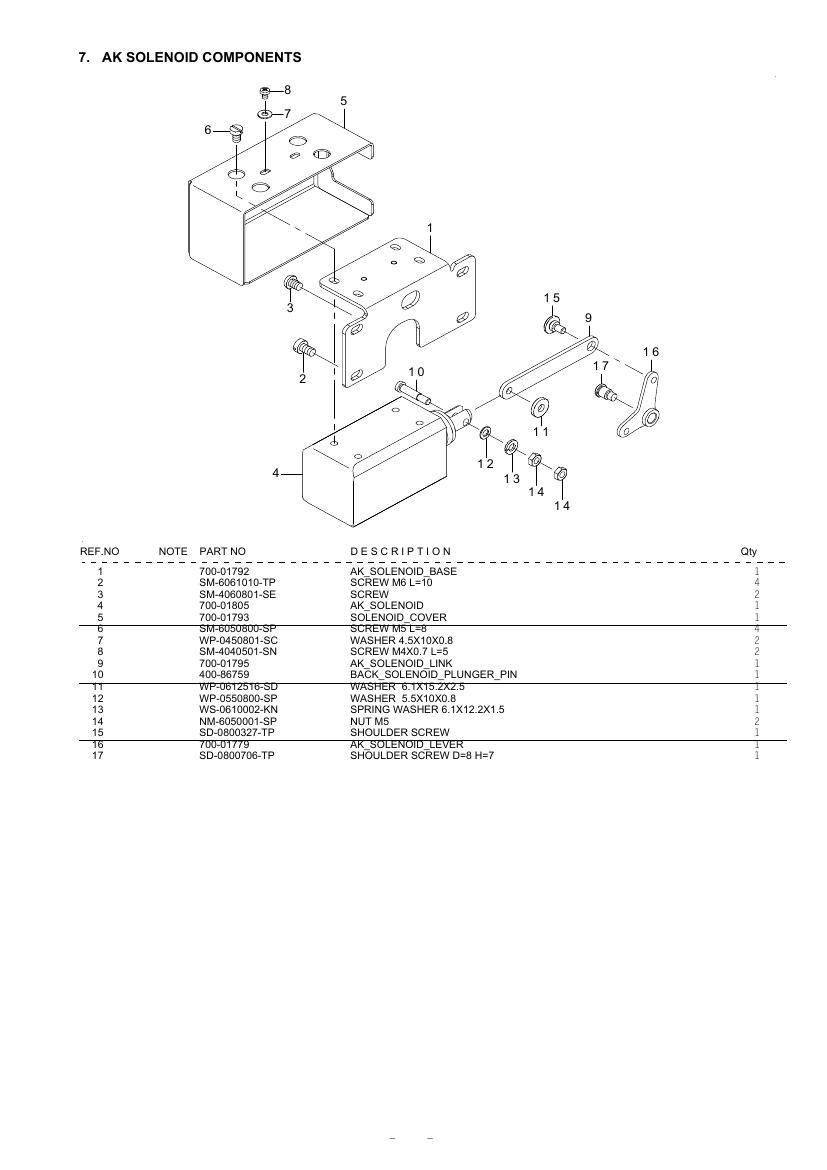 7. AK SOLENOID COMPONENTS
8
5
7
6
1
3
15
9
16
2
10
17
11
12
4
13
14
14
REF.NO NOTE PART NO DESCRIPTION Qty
1 700-01792 AK_SOLENOID_BASE 1
2 SM-6061010-TP SCREW M6 L=10 4
3 SM-4060801-SE SCREW 2
4 700-01805 AK_SOLENOID 1
5 700-01793 SOLENOID_COVER 1
6 SM-6050800-SP SCREW M5 L=8 4
7 WP-0450801-SC WASHER 4.5X10X0.8 2
8 SM-4040501-SN SCREW M4X0.7 L=5 2
9 700-01795 AK_SOLENOID_LINK 1
10 400-86759 BACK_SOLENOID_PLUNGER_PIN 1
11 WP-0612516-SD WASHER 6.1X15.2X2.5 1
12 WP-0550800-SP WASHER 5.5X10X0.8 1
13 WS-0610002-KN SPRING WASHER 6.1X12.2X1.5 1
14 NM-6050001-SP NUT M5 2
15 SD-0800327-TP SHOULDER SCREW 1
16 700-01779 AK_SOLENOID_LEVER 1
17 SD-0800706-TP SHOULDER SCREW D=8 H=7 1
– –